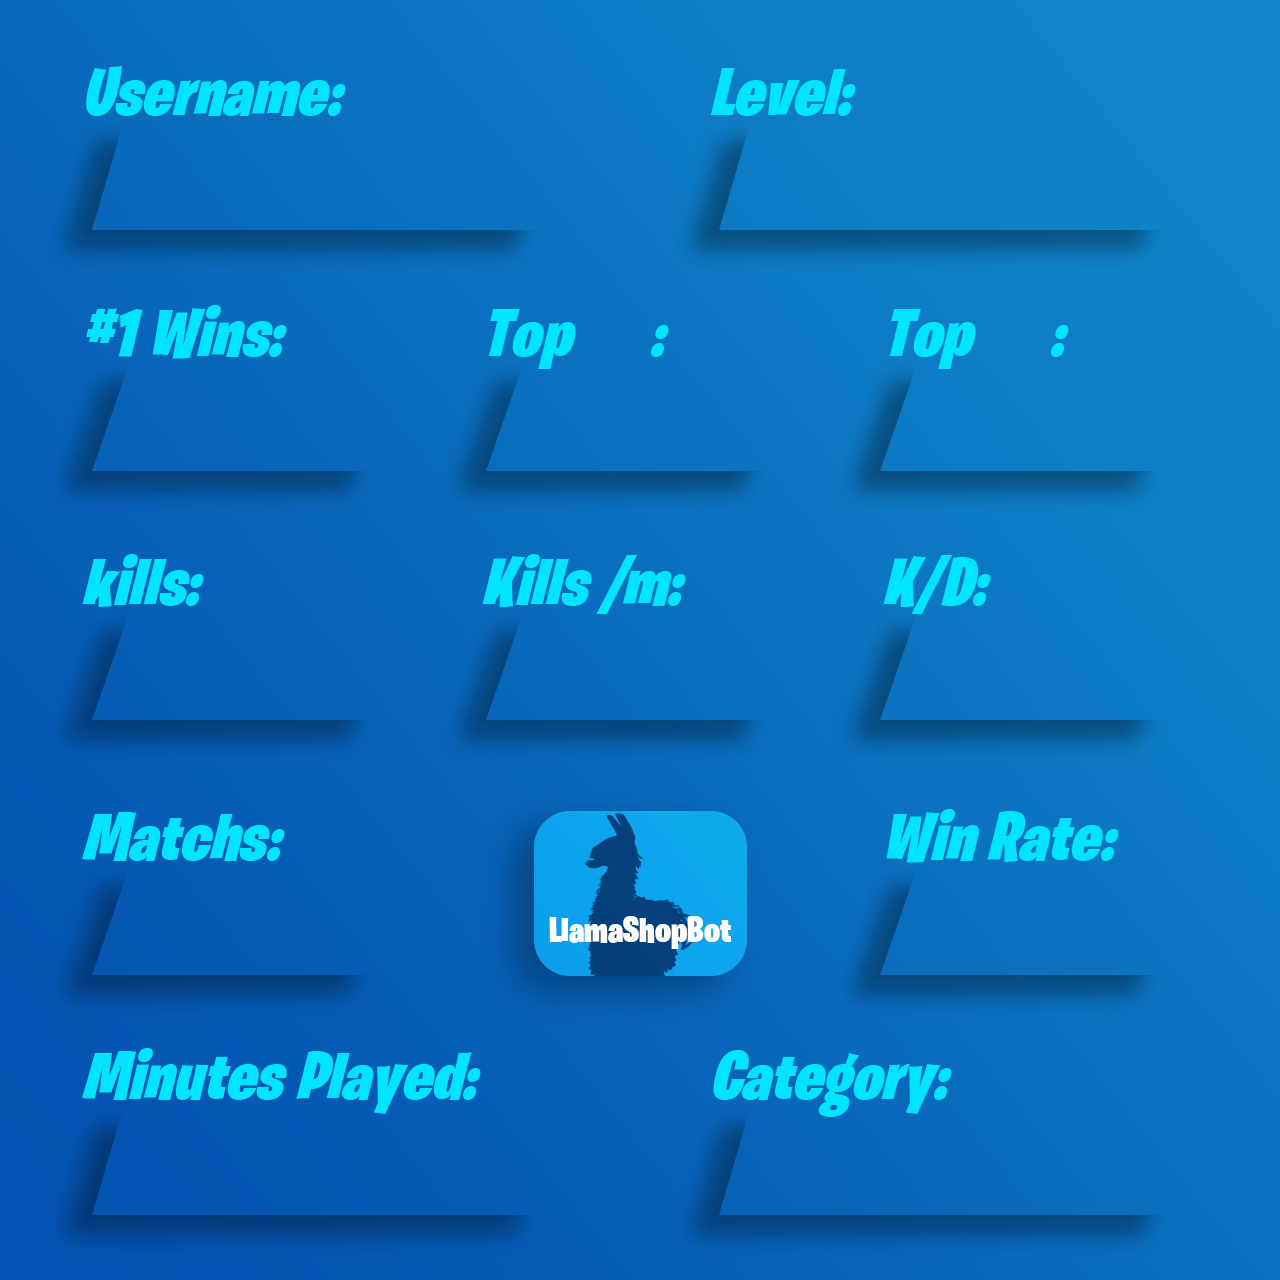 Username:
Level:
#1 Wins:
Top :
Top :
kills:
Kills /m:
K/D:
Matchs:
LlamaShopBot
Win Rate:
Minutes Played:
Category: